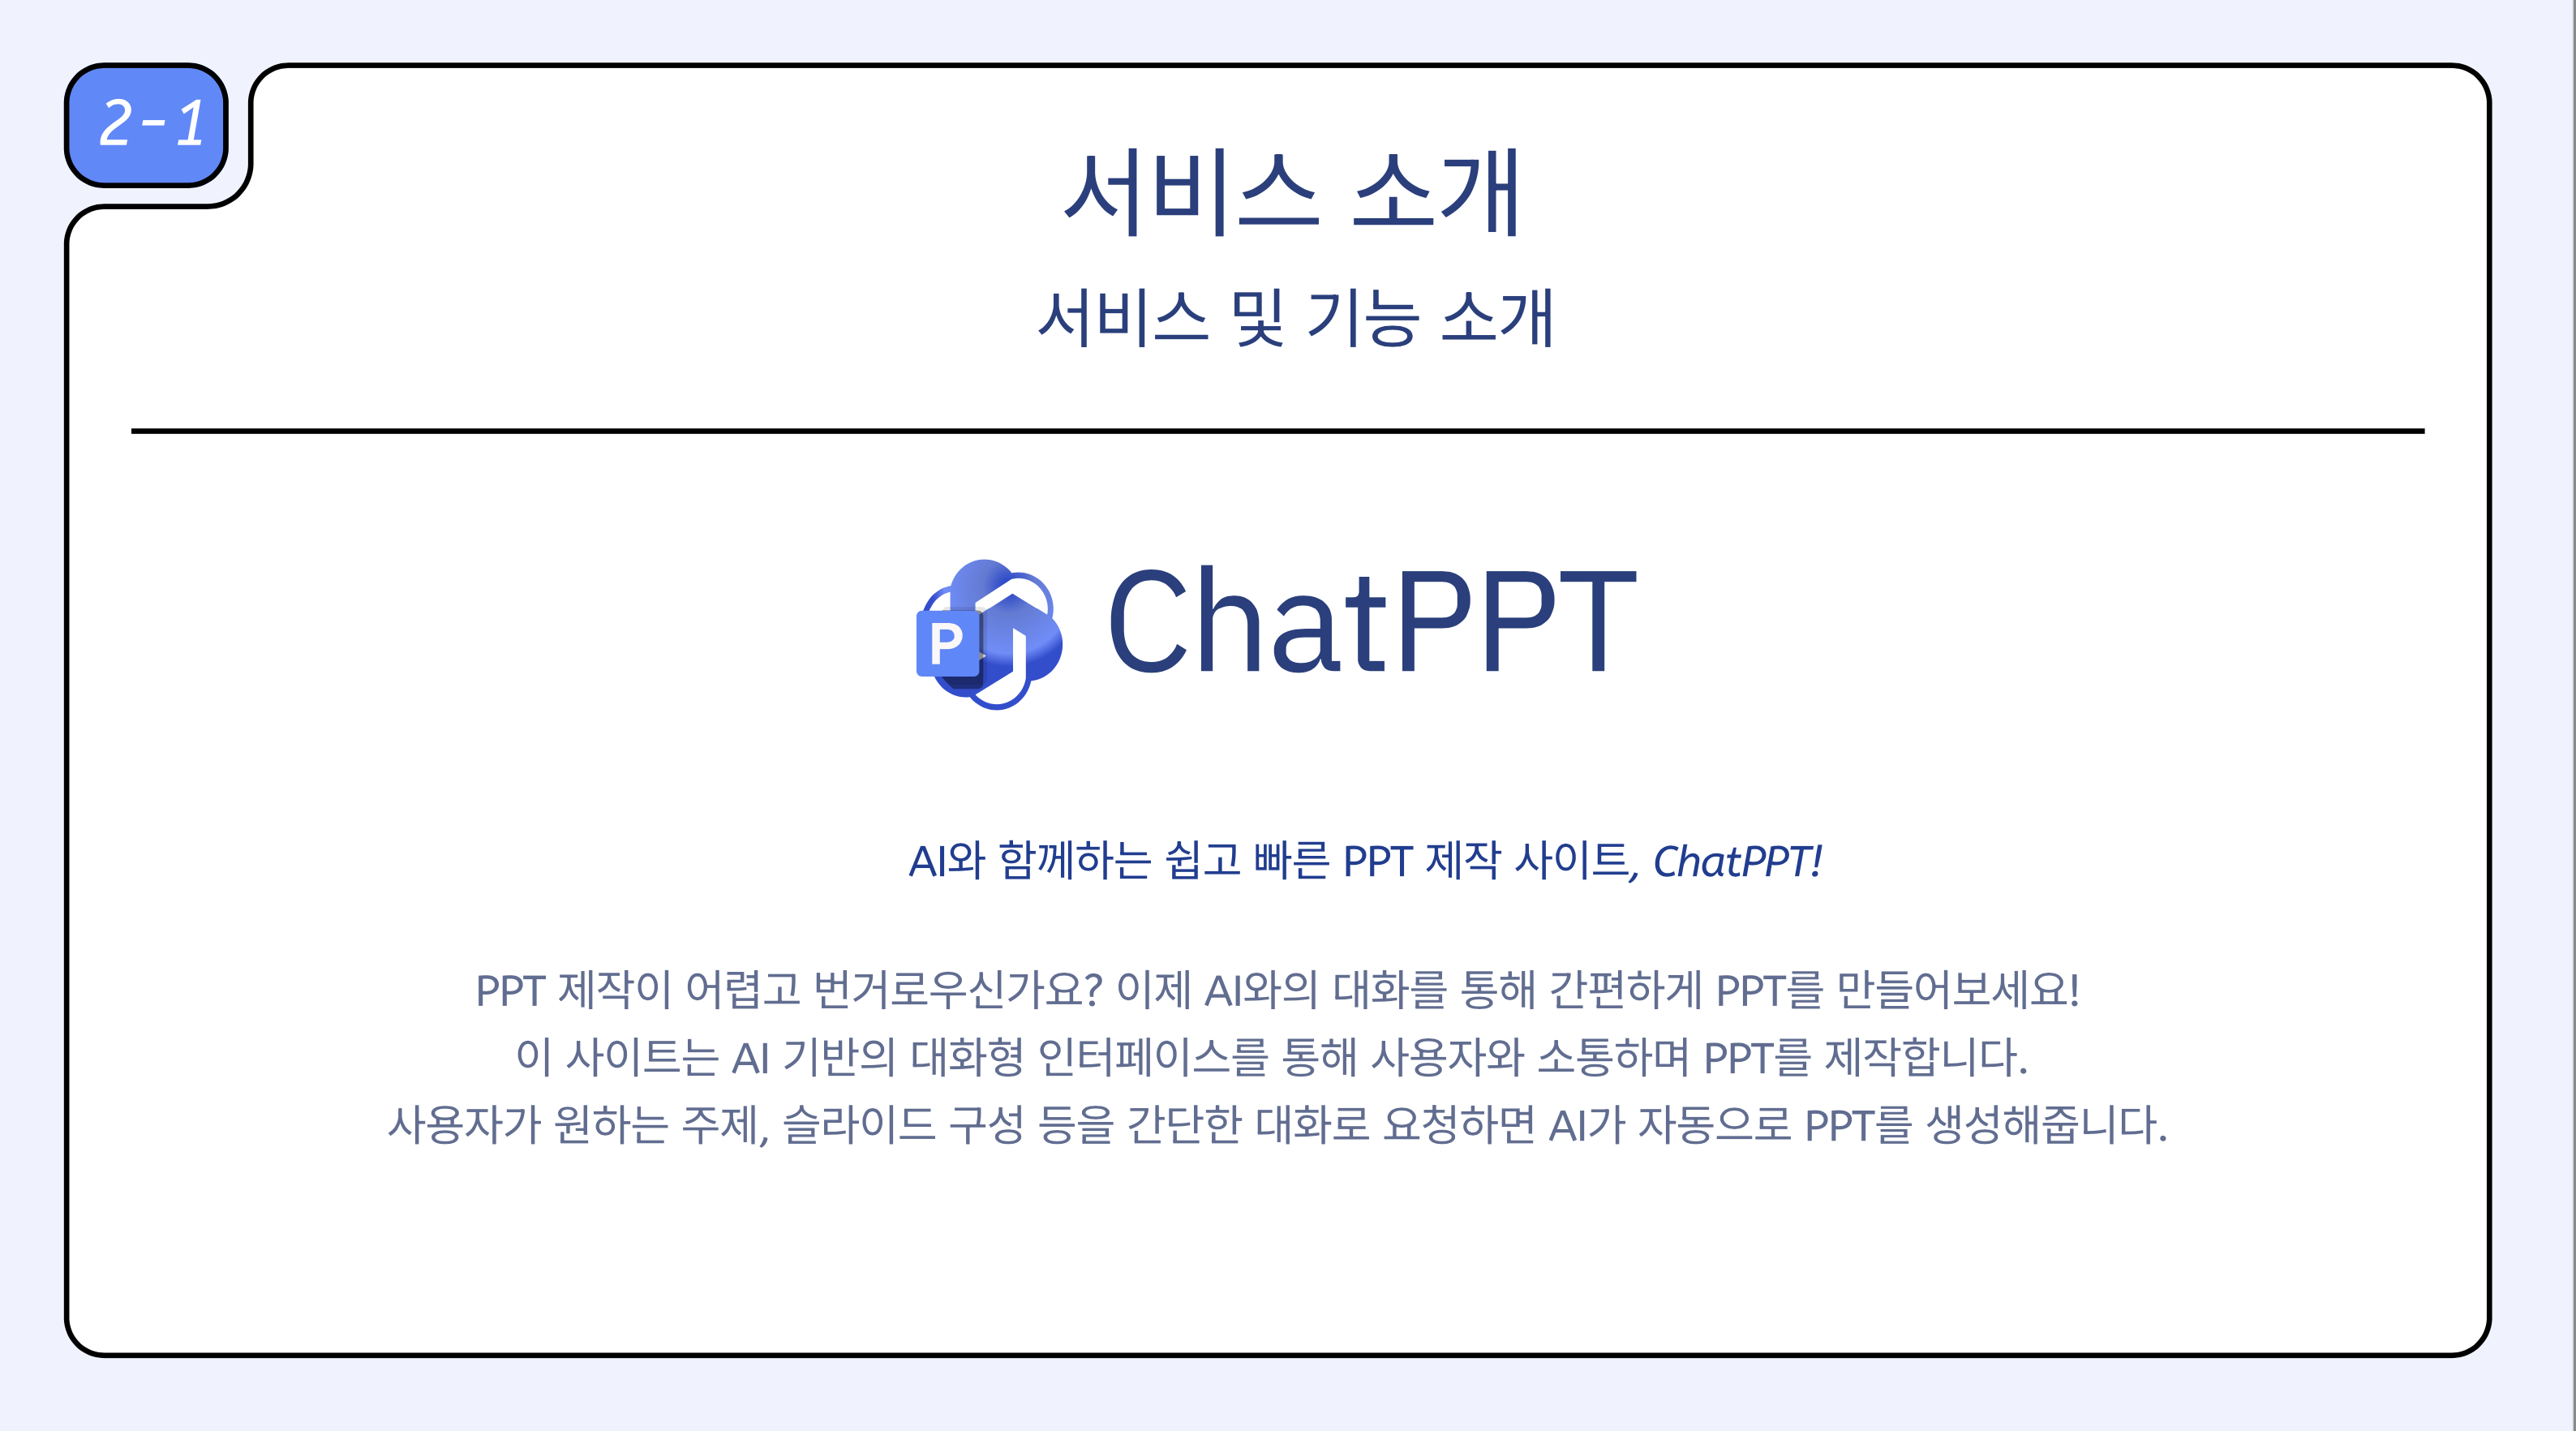 2-1
서비스 소개
서비스 및 기능 소개
P
ChatPPT
AI와 함께하는 쉽고 빠른 PPT 제작 사이트, ChatPPT!
PPT 제작이 어렵고 번거로우신가요? 이제 AI와의 대화를 통해 간편하게 PPT를 만들어보세요!
이 사이트는 AI 기반의 대화형 인터페이스를 통해 사용자와 소통하며 PPT를 제작합니다.
사용자가 원하는 주제, 슬라이드 구성 등을 간단한 대화로 요청하면 AI가 자동으로 PPT를 생성해줍니다.